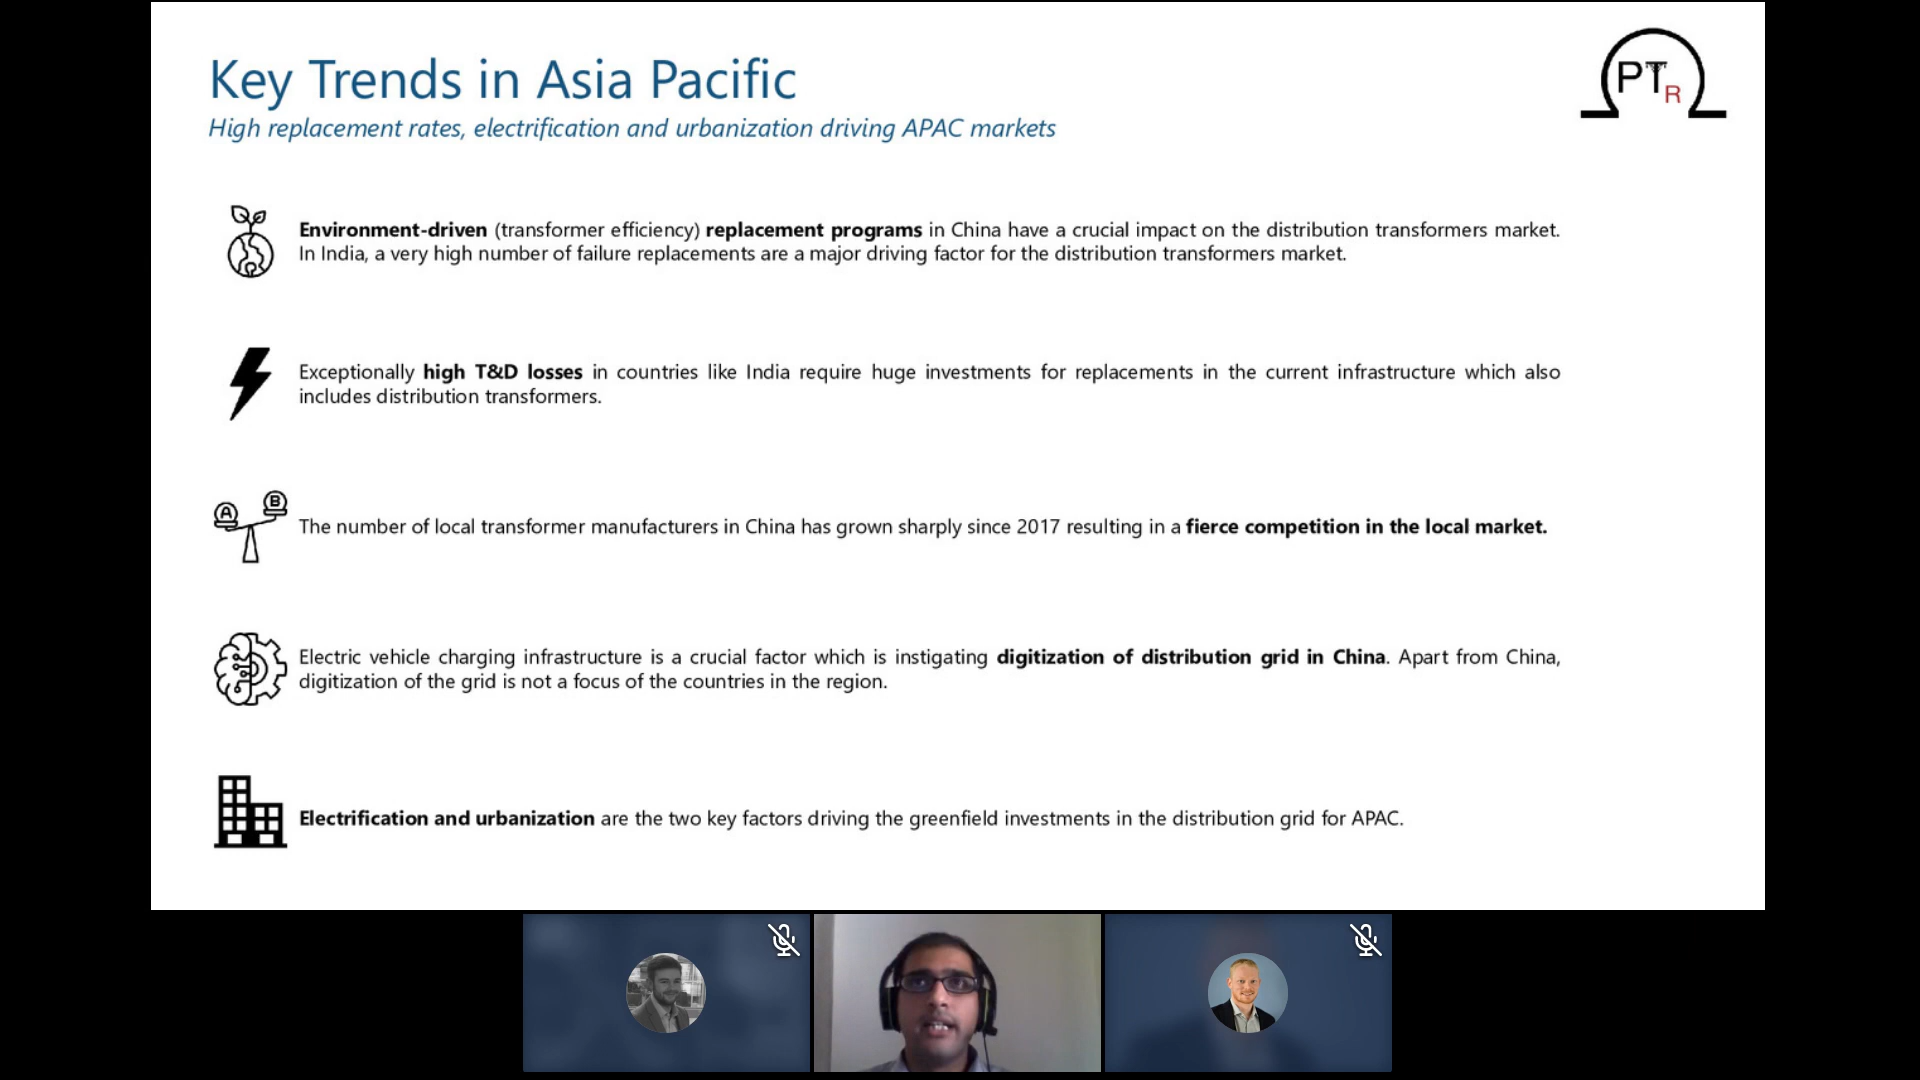 Key Trends in Asia Pacific
High replacement rates, electrification and urbanization driving APAC markets
PTR
Environment-driven (transformer efficiency) replacement programs in China have a crucial impact on the distribution transformers market.
In India, a very high number of failure replacements are a major driving factor for the distribution transformers market.
Exceptionally high T&D losses in countries like India require huge investments for replacements in the current infrastructure which also
includes distribution transformers.
A B
The number of local transformer manufacturers in China has grown sharply since 2017 resulting in a fierce competition in the local market.
Electric vehicle charging infrastructure is a crucial factor which is instigating digitization of distribution grid in China. Apart from China,
digitization of the grid is not a focus of the countries in the region.
Electrification and urbanization are the two key factors driving the greenfield investments in the distribution grid for APAC.